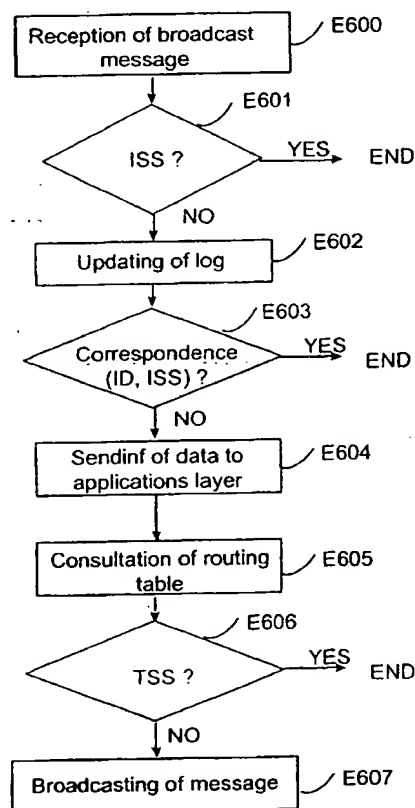 Reception of broadcast
message
E600
E601
ISS ?
YES
END
NO
Updating of log
E602
E603
Correspondence
(ID, ISS) ?
YES
END
NO
Sendinf of data to
applications layer
E604
Consultation of routing
table
E605
E606
TSS ?
YES
END
NO
Broadcasting of message
E607